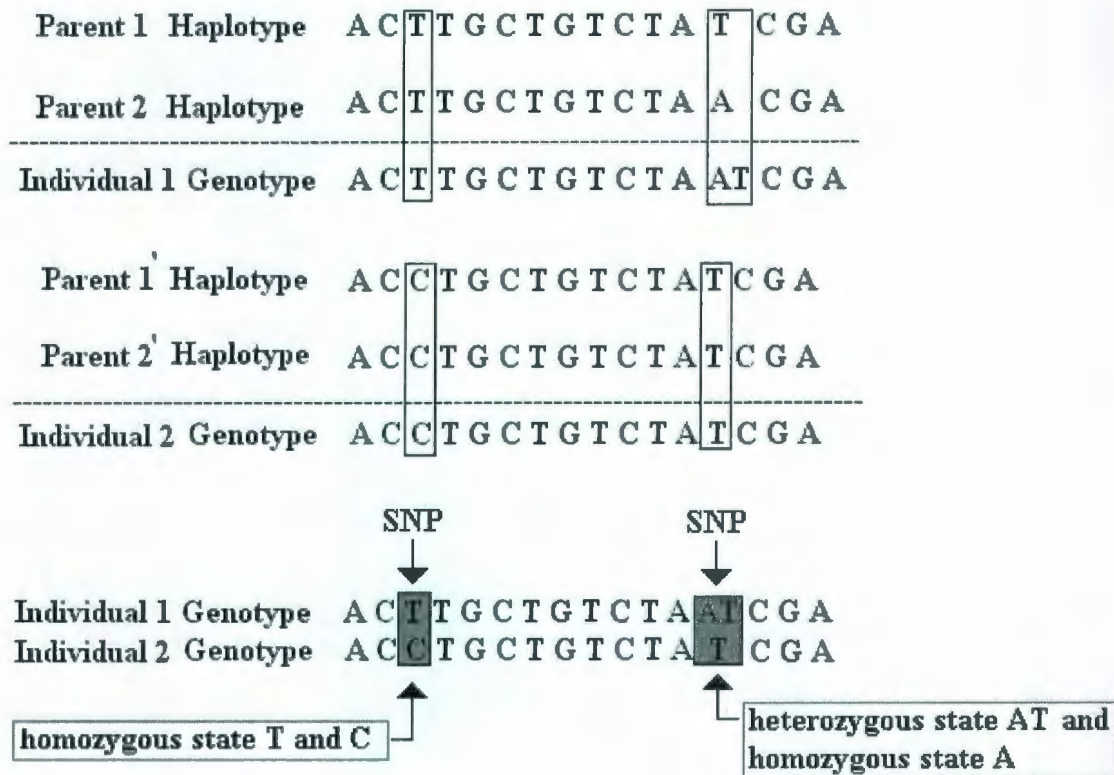 Parent 1 Haplotype A C T T G C T G T C T A T C G A
Parent 2 Haplotype A C T T G C T G T C T A A C G A
Individual 1 Genotype A C T T G C T G T C T A AT C G A
Parent 1' Haplotype A C C T G C T G T C T A T C G A
Parent 2' Haplotype A C C T G C T G T C T A T C G A
Individual 2 Genotype A C C T G C T G T C T A T C G A
SNP SNP
Individual 1 Genotype A C T T G C T G T C T A AT C G A
Individual 2 Genotype A C C T G C T G T C T A T C G A
homozygous state T and C
heterozygous state AT and
homozygous state A